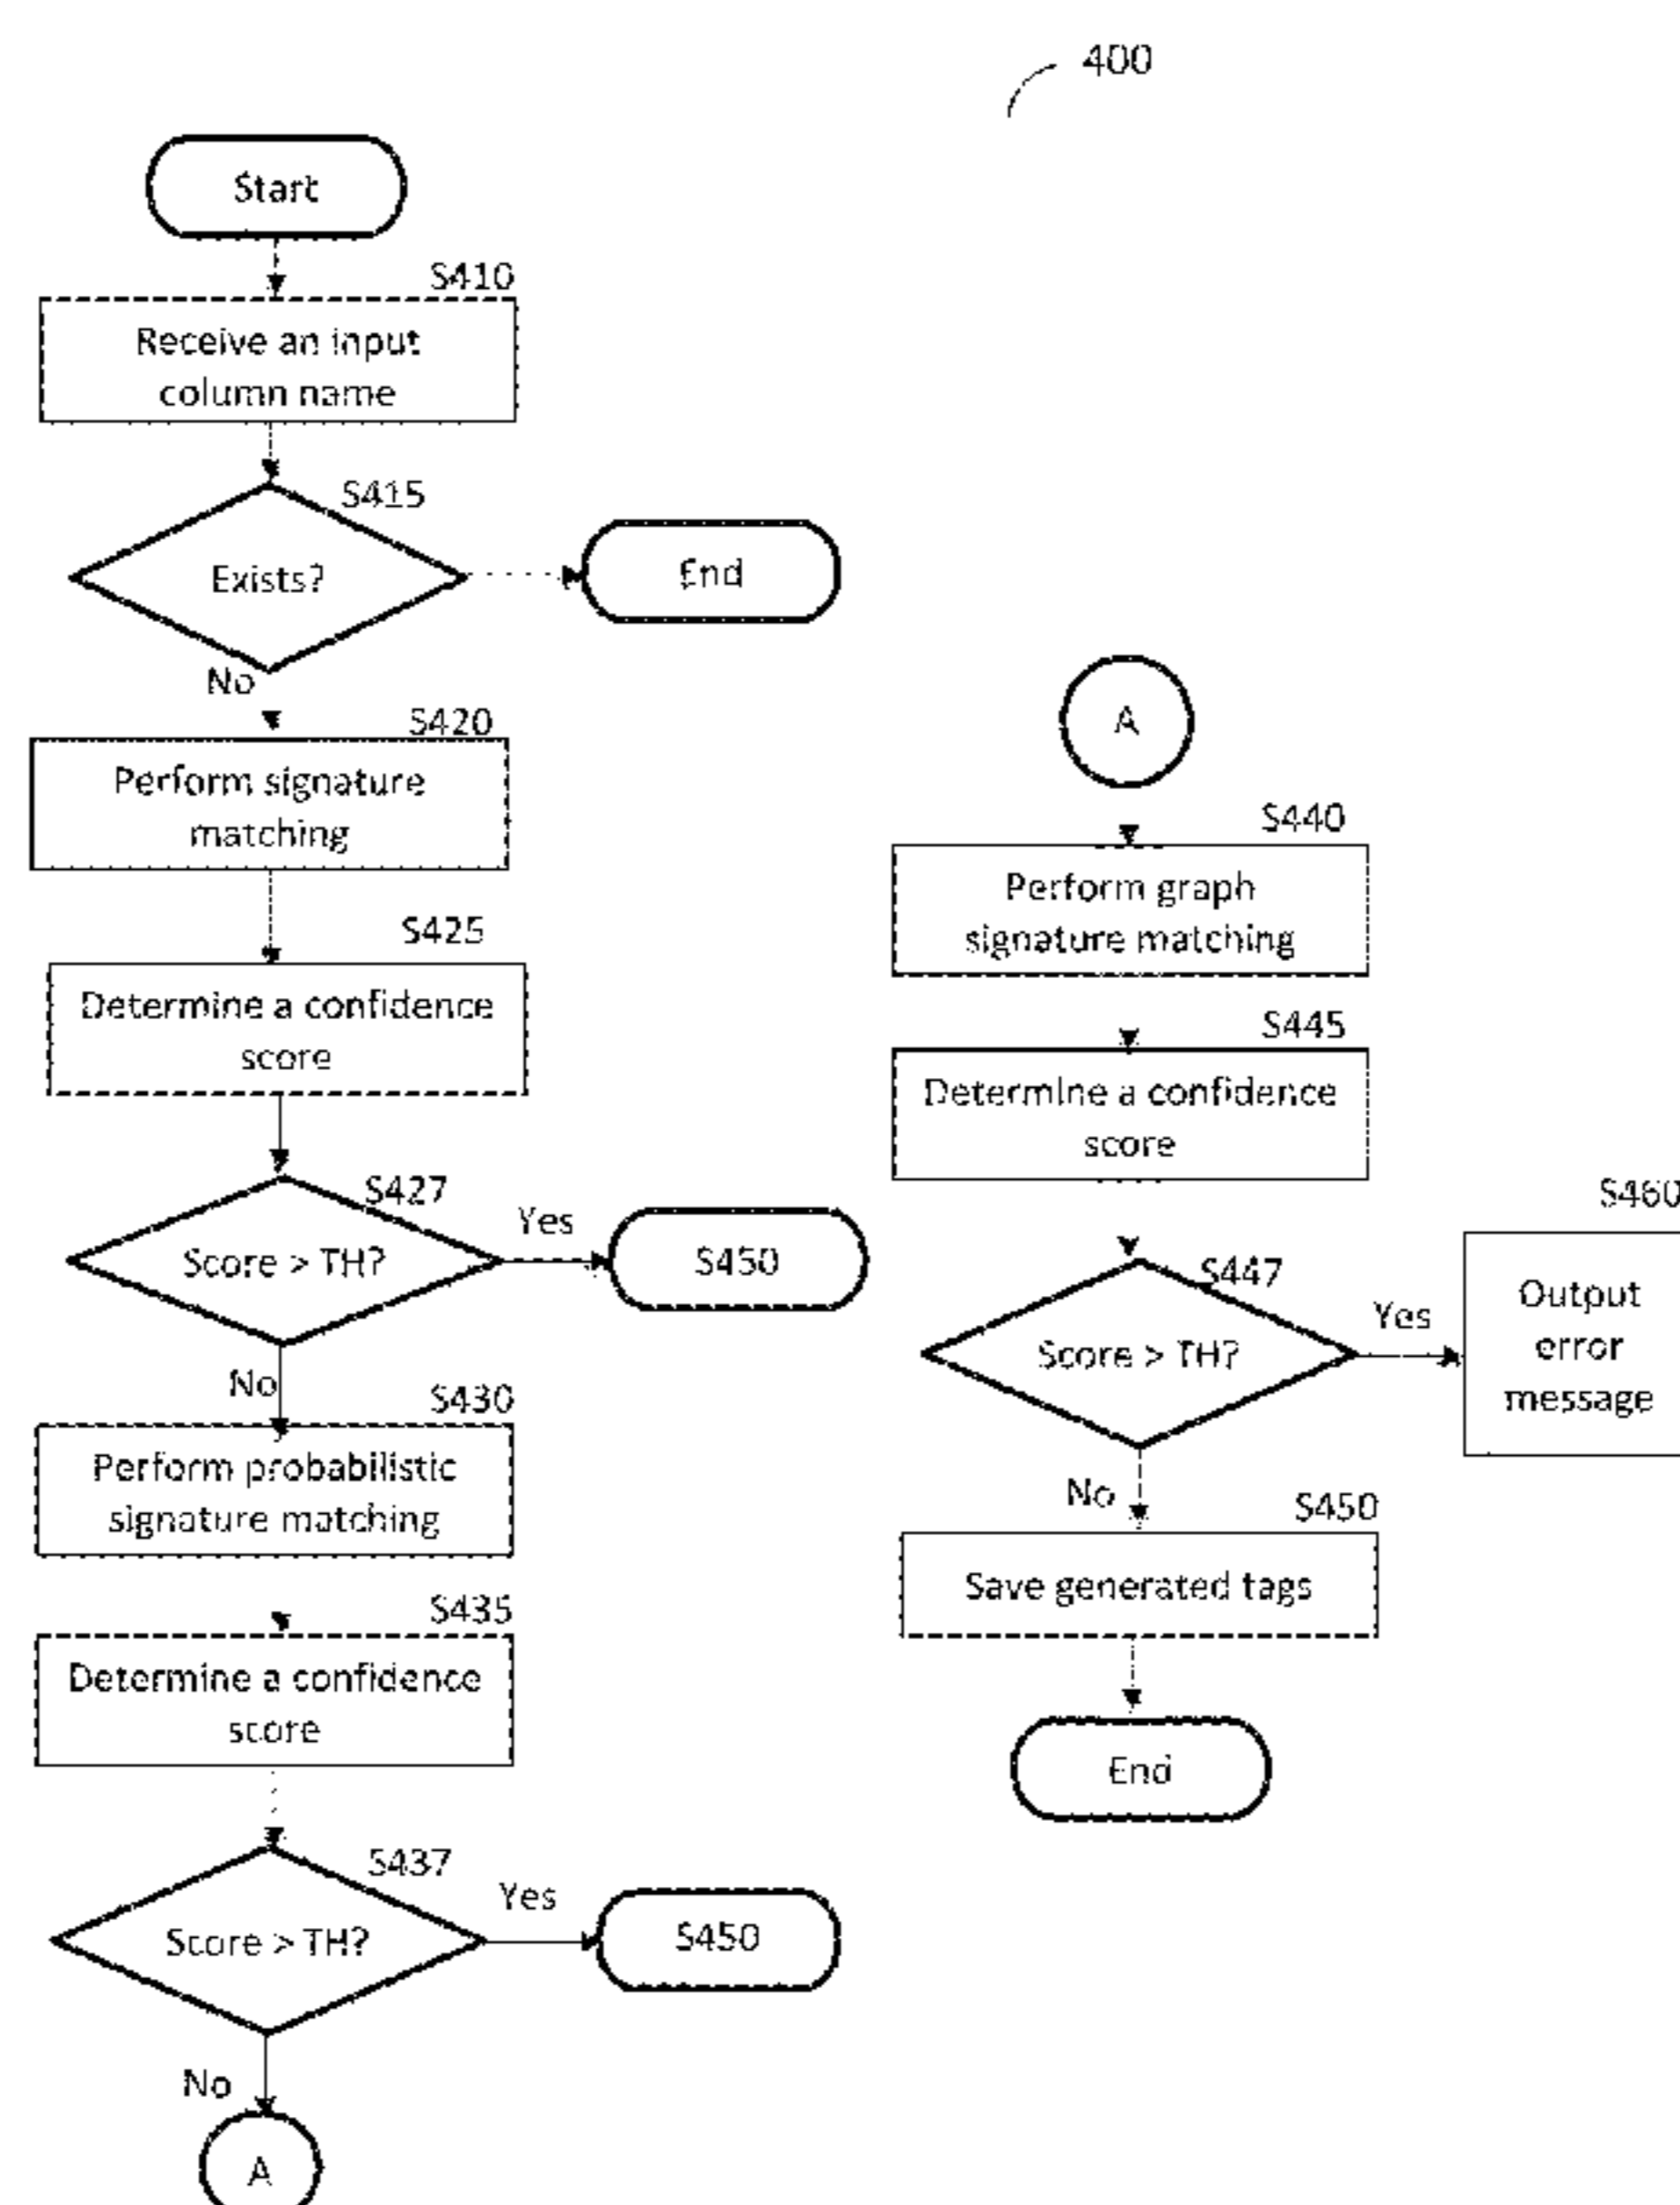 400
Start
S410
Receive an input
column name
S415
Exists?
End
No
S420
Perform signature
matching
S425
Determine a confidence
score
S427
Score > TH?
Yes
S450
No
S430
Perform probabilistic
signature matching
S435
Determine a confidence
score
S437
Score > TH?
Yes
S450
No
A
A
S440
Perform graph
signature matching
S445
Determine a confidence
score
S447
Score > TH?
Yes
S460
Output
error
message
No
S450
Save generated tags
End